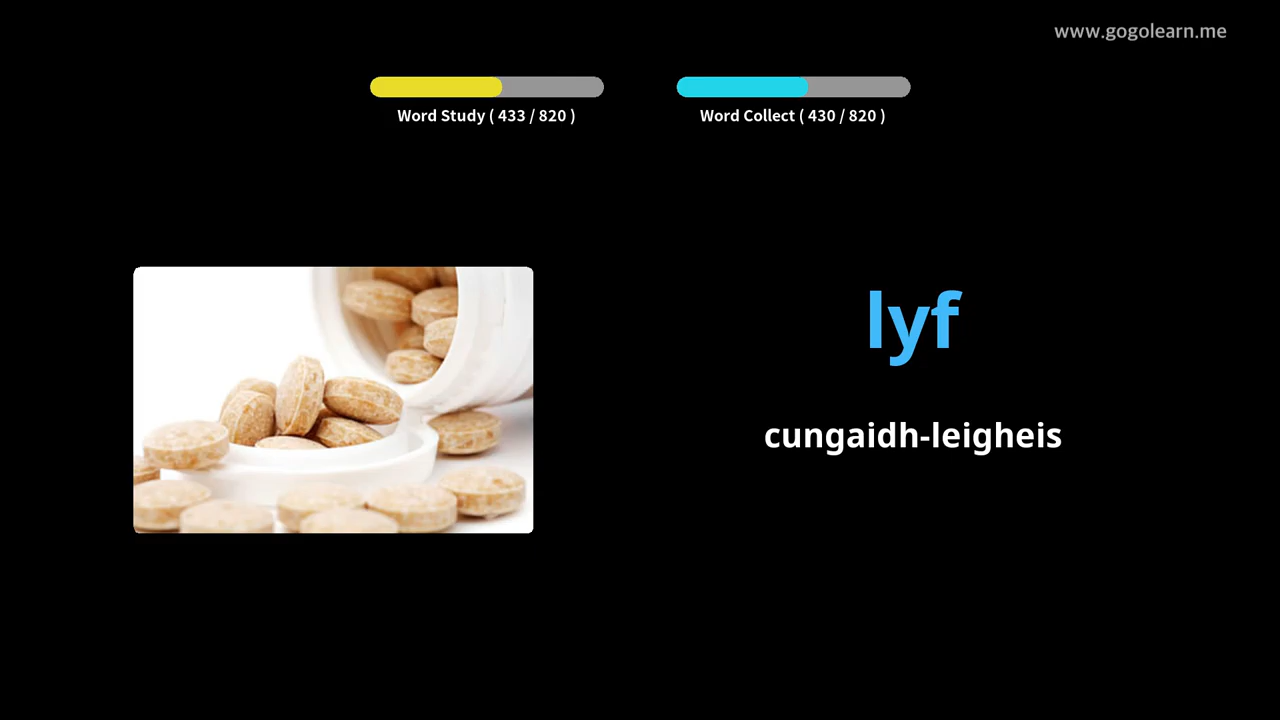 www.gogolearn.me
Word Study ( 433 / 820 )
Word Collect ( 430 / 820 )
lyf
cungaidh-leigheis